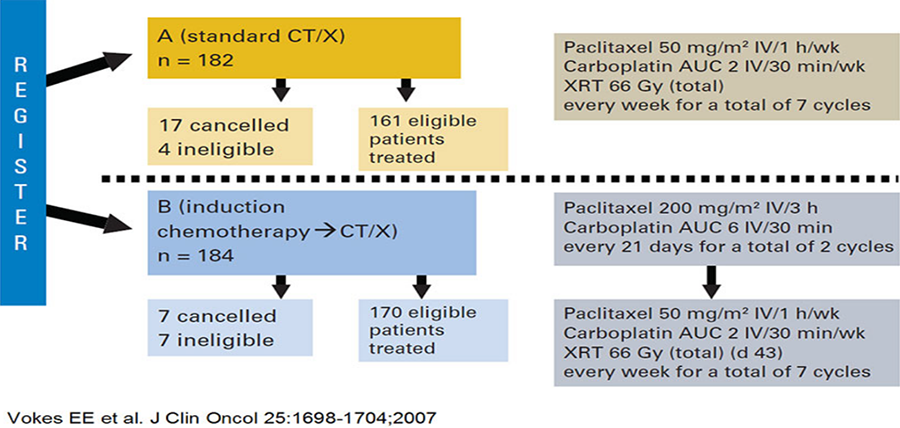 REGISTER
A (standard CT/X)
n = 182
17 cancelled
4 ineligible
161 eligible
patients
treated
Paclitaxel 50 mg/m² IV/1 h/wk
Carboplatin AUC 2 IV/30 min/wk
XRT 66 Gy (total)
every week for a total of 7 cycles
B (induction
chemotherapy → CT/X)
n = 184
7 cancelled
7 ineligible
170 eligible
patients
treated
Paclitaxel 200 mg/m² IV/3 h
Carboplatin AUC 6 IV/30 min
every 21 days for a total of 2 cycles
Paclitaxel 50 mg/m² IV/1 h/wk
Carboplatin AUC 2 IV/30 min/wk
XRT 66 Gy (total) (d 43)
every week for a total of 7 cycles
Vokes EE et al. J Clin Oncol 25:1698-1704;2007